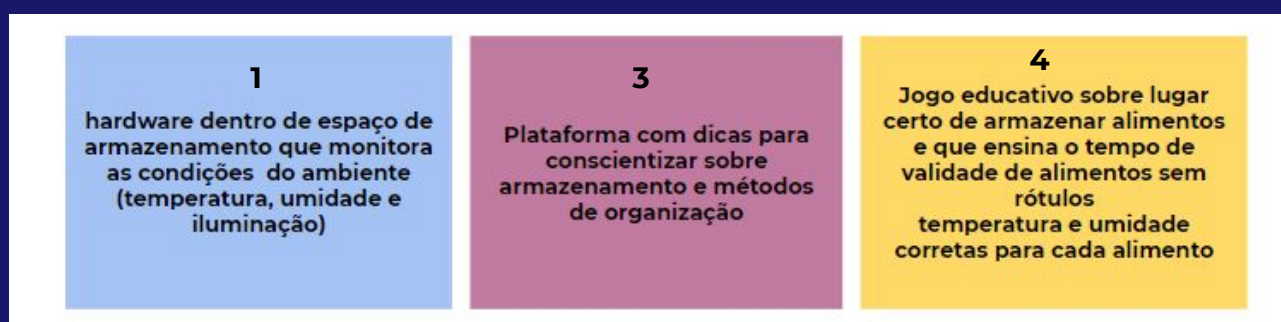 1
hardware dentro de espaço de
armazenamento que monitora
as condições do ambiente
(temperatura, umidade e
iluminação)
3
Plataforma com dicas para
conscientizar sobre
armazenamento e métodos
de organização
4
Jogo educativo sobre lugar
certo de armazenar alimentos
e que ensina o tempo de
validade de alimentos sem
rótulos
temperatura e umidade
corretas para cada alimento